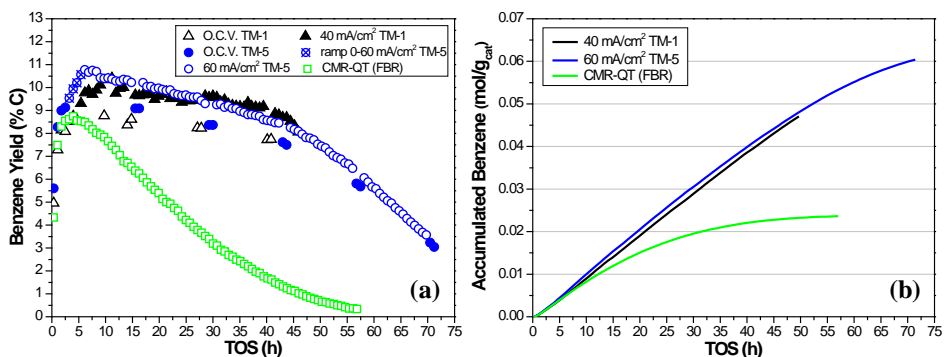 13
12
11
10
9
8
7
6
5
4
3
2
1
0
Benzene Yield (% C)
O.C.V. TM-1
40 mA/cm² TM-1
O.C.V. TM-5
ramp 0-60 mA/cm² TM-5
60 mA/cm² TM-5
CMR-QT (FBR)
(a)
0 5 10 15 20 25 30 35 40 45 50 55 60 65 70 75
TOS (h)
0.07
0.06
0.05
0.04
0.03
0.02
0.01
0.00
Accumulated Benzene (mol/g_cat)
40 mA/cm² TM-1
60 mA/cm² TM-5
CMR-QT (FBR)
(b)
0 5 10 15 20 25 30 35 40 45 50 55 60 65 70 75
TOS (h)